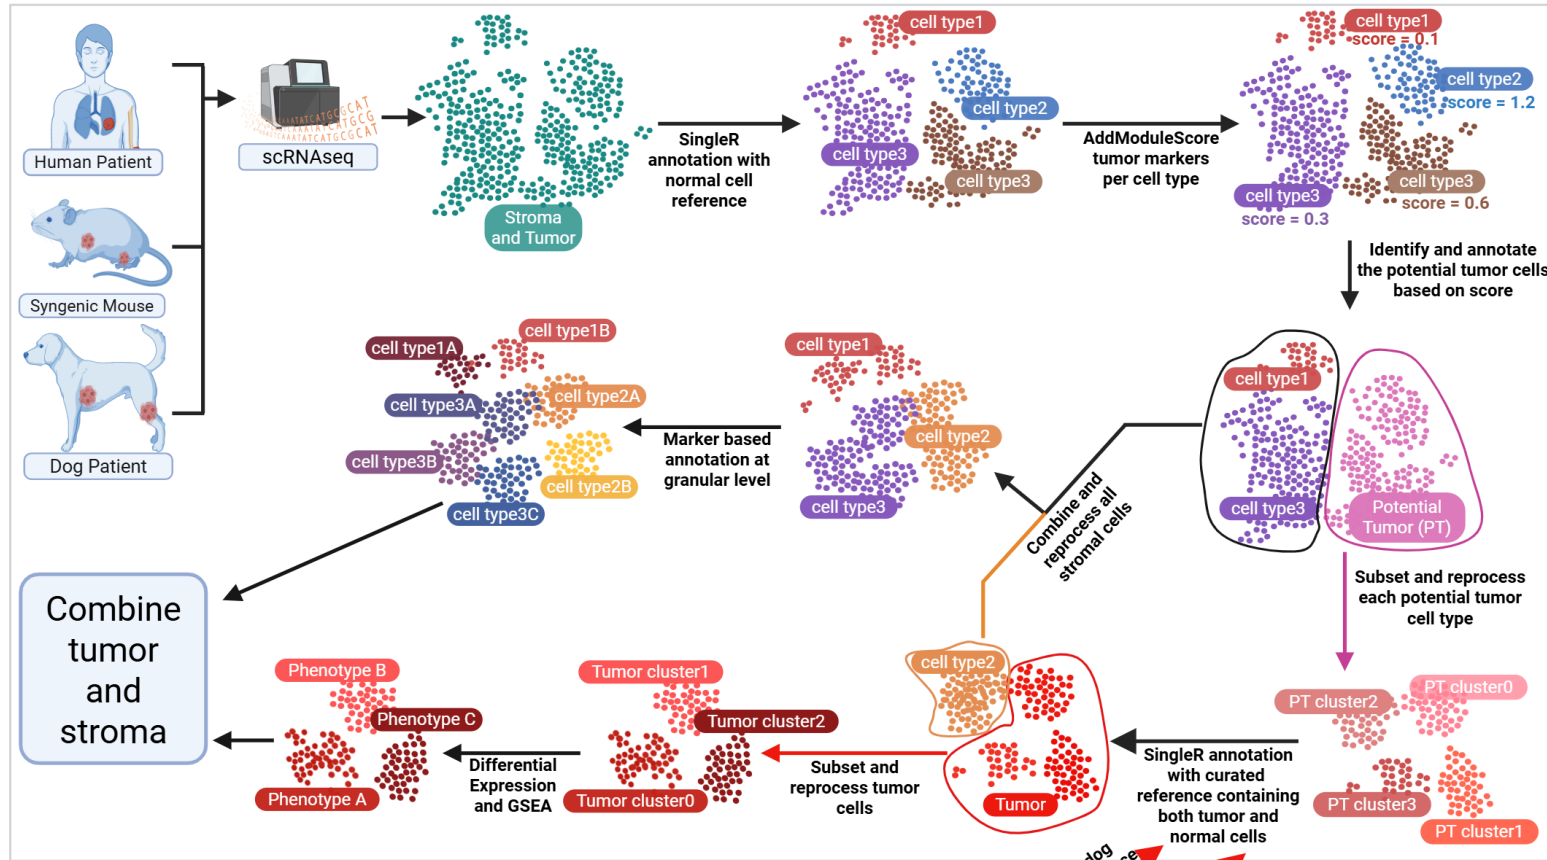 Human Patient
Syngenic Mouse
Dog Patient
AAATATCATGCGCAT
TCAAATATCATGCG
TAAATATCATGCGCAT
scRNAseq
Stroma
and Tumor
SingleR
annotation with
normal cell
reference
cell type1
cell type2
cell type3
cell type3
AddModuleScore
tumor markers
per cell type
cell type1
score = 0.1
cell type2
score = 1.2
cell type3
score = 0.3
cell type3
score = 0.6
Identify and annotate
the potential tumor cells
based on score
cell type1
cell type3
Potential
Tumor (PT)
Combine and
reprocess all
stromal cells
cell type1
cell type2
cell type3
Marker based
annotation at
granular level
cell type1A
cell type1B
cell type2A
cell type3A
cell type3B
cell type2B
cell type3C
Subset and reprocess
each potential tumor
cell type
PT cluster2
PT cluster0
PT cluster3
PT cluster1
SingleR annotation
with curated
reference containing
both tumor and
normal cells
dog
cell type2
Tumor
Subset and
reprocess tumor
cells
Tumor cluster1
Tumor cluster2
Tumor cluster0
Differential
Expression
and GSEA
Phenotype B
Phenotype C
Phenotype A
Combine
tumor
and
stroma